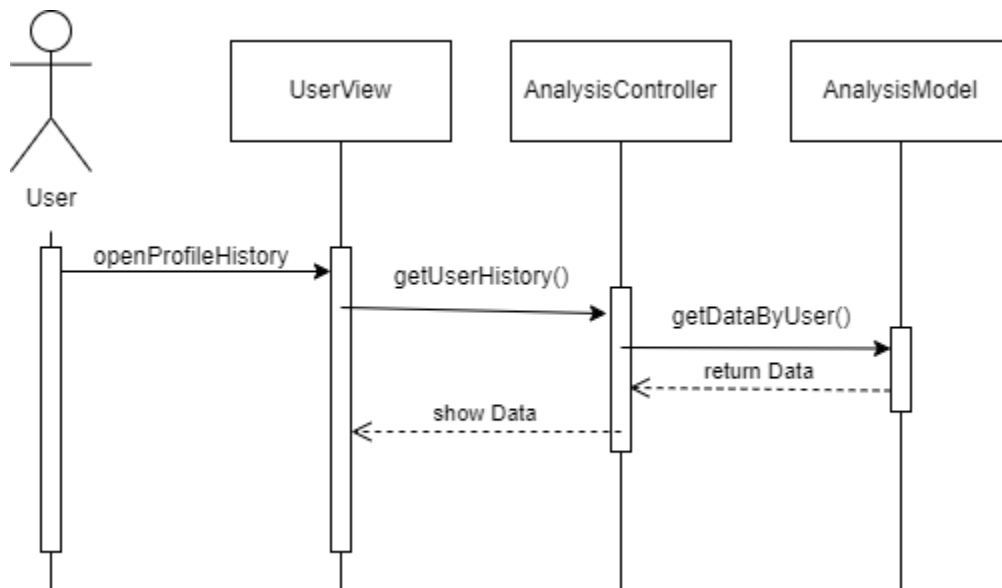 UserView
AnalysisController
AnalysisModel
User
openProfileHistory
getUserHistory()
getDataByUser()
return Data
show Data